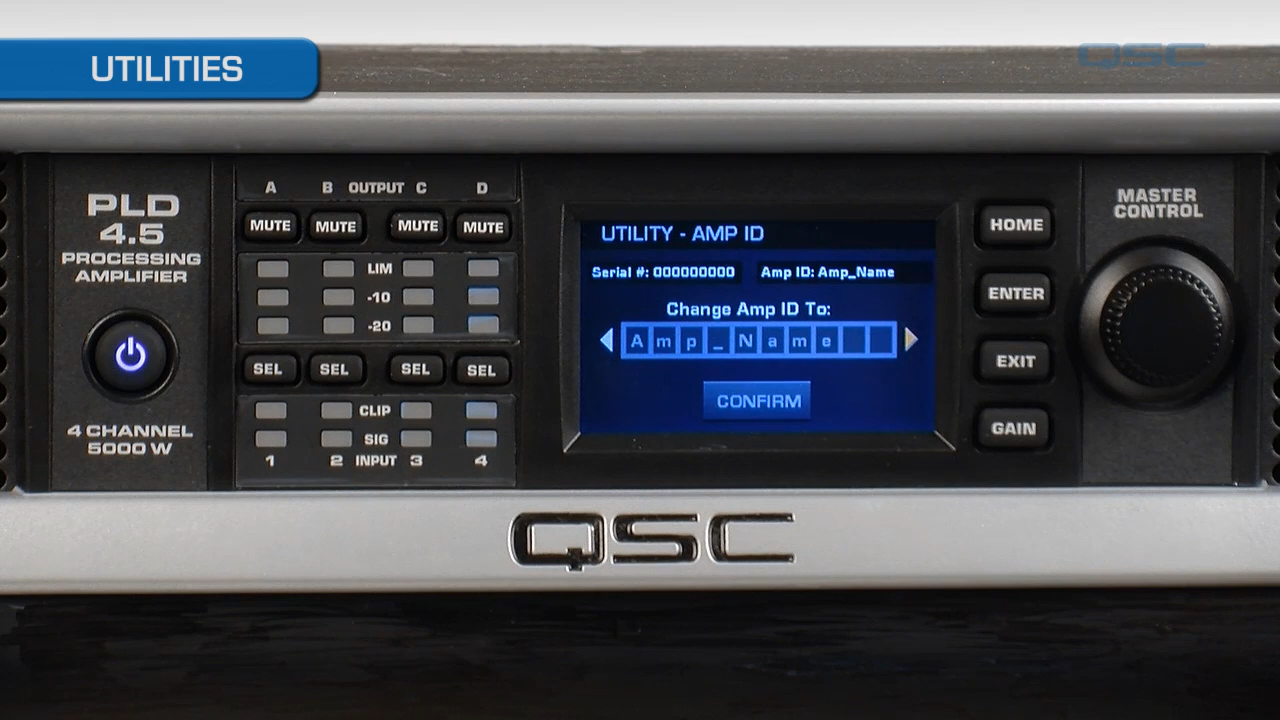 UTILITIES
QSC
PLD
4.5
PROCESSING
AMPLIFIER
4 CHANNEL
5000 W
A B OUTPUT C D
MUTE MUTE MUTE MUTE
LIM
-10
-20
SEL SEL SEL SEL
CLIP
SIG
1 2 INPUT 3 4
UTILITY - AMP ID
Serial #: 000000000 Amp ID: Amp_Name
Change Amp ID To:
Amp_Name
CONFIRM
HOME
ENTER
EXIT
GAIN
MASTER
CONTROL
QSC